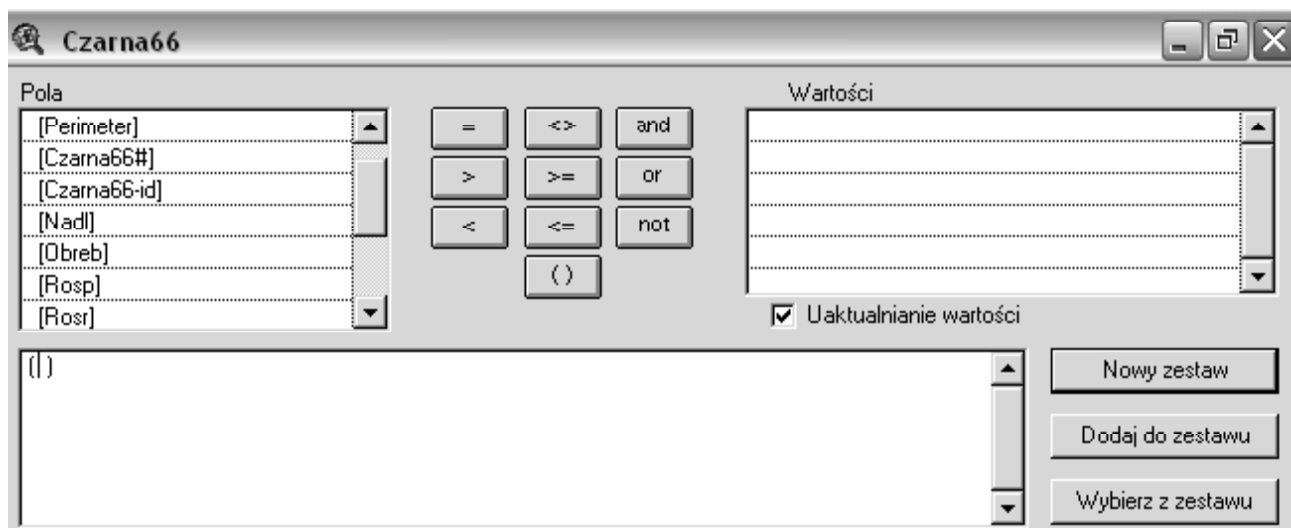 Czarna66
Pola
[Perimeter]
[Czarna66#]
[Czarna66-id]
[Nadl]
[Obreb]
[Rosp]
[Rosr]
= <> and
> >= or
< <= not
( )
Wartości
Uaktualnianie wartości
( )
Nowy zestaw
Dodaj do zestawu
Wybierz z zestawu